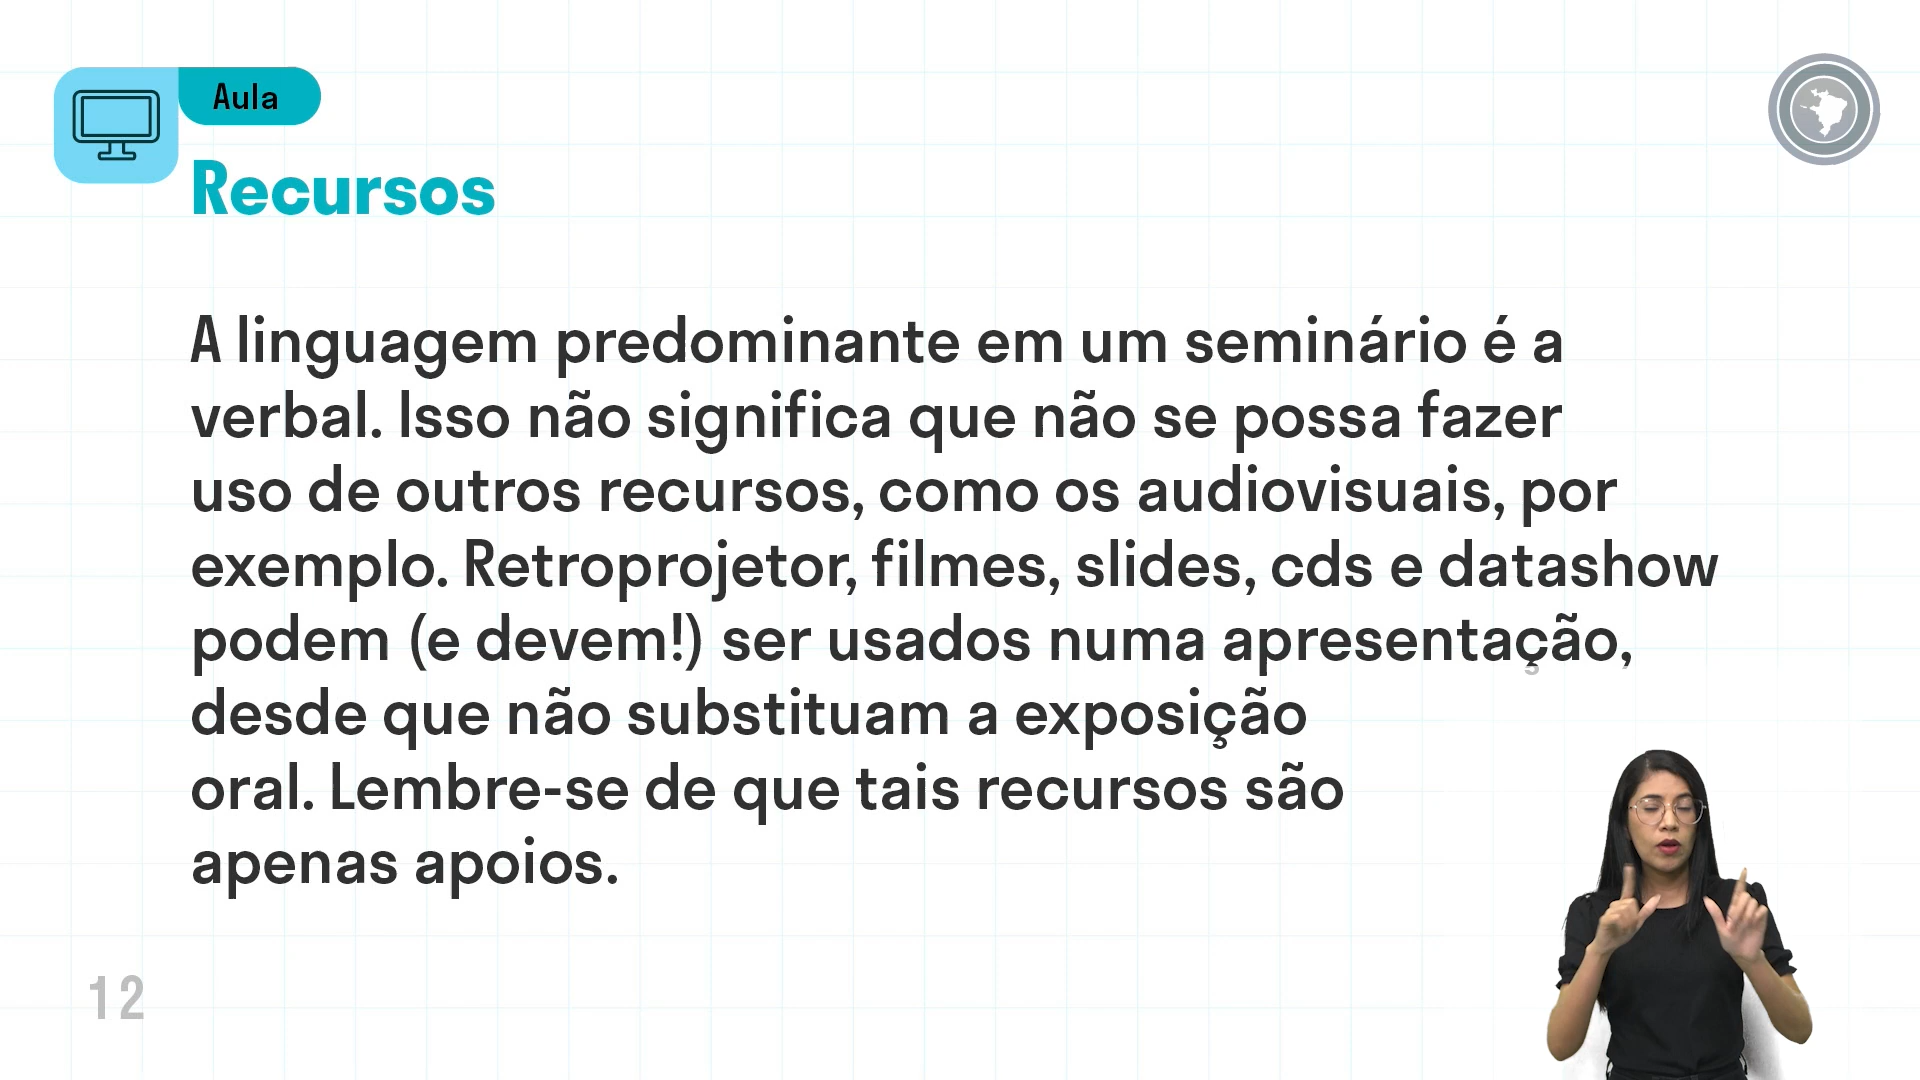 Aula
Recursos
A linguagem predominante em um seminário é a
verbal. Isso não significa que não se possa fazer
uso de outros recursos, como os audiovisuais, por
exemplo. Retroprojetor, filmes, slides, cds e datashow
podem (e devem!) ser usados numa apresentação,
desde que não substituam a exposição
oral. Lembre-se de que tais recursos são
apenas apoios.
12